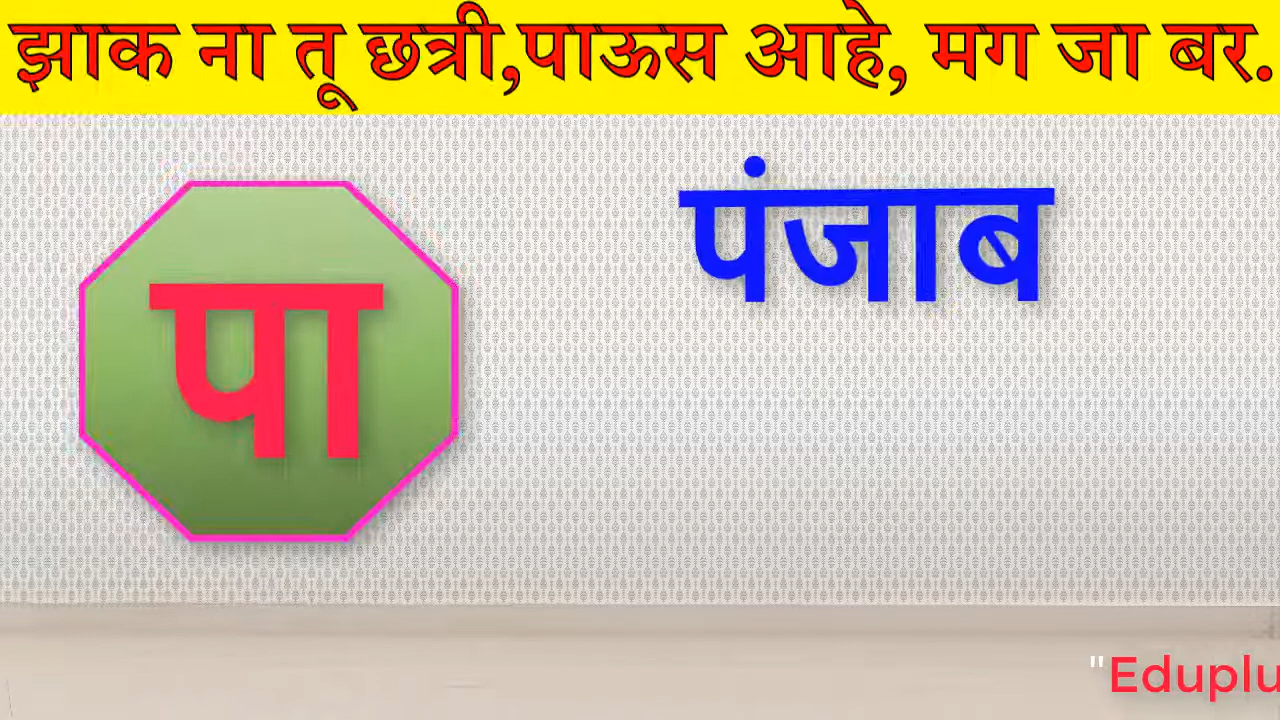 झाक ना तू छत्री,पाऊस आहे, मग जा बर.
पंजाब
पा
"Eduplu